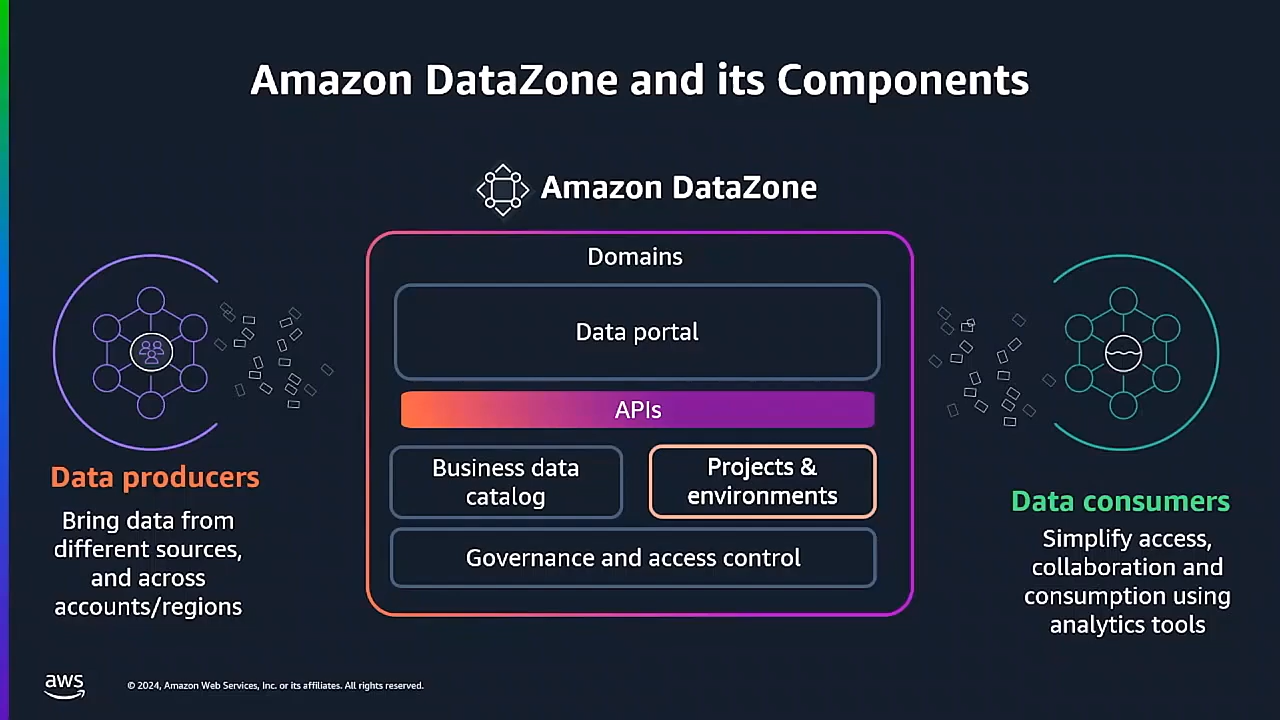 Amazon DataZone and its Components
Amazon DataZone
Domains
Data portal
APIs
Business data
catalog
Projects &
environments
Governance and access control
Data producers
Bring data from
different sources,
and across
accounts/regions
Data consumers
Simplify access,
collaboration and
consumption using
analytics tools
aws
© 2024, Amazon Web Services, Inc. or its affiliates. All rights reserved.